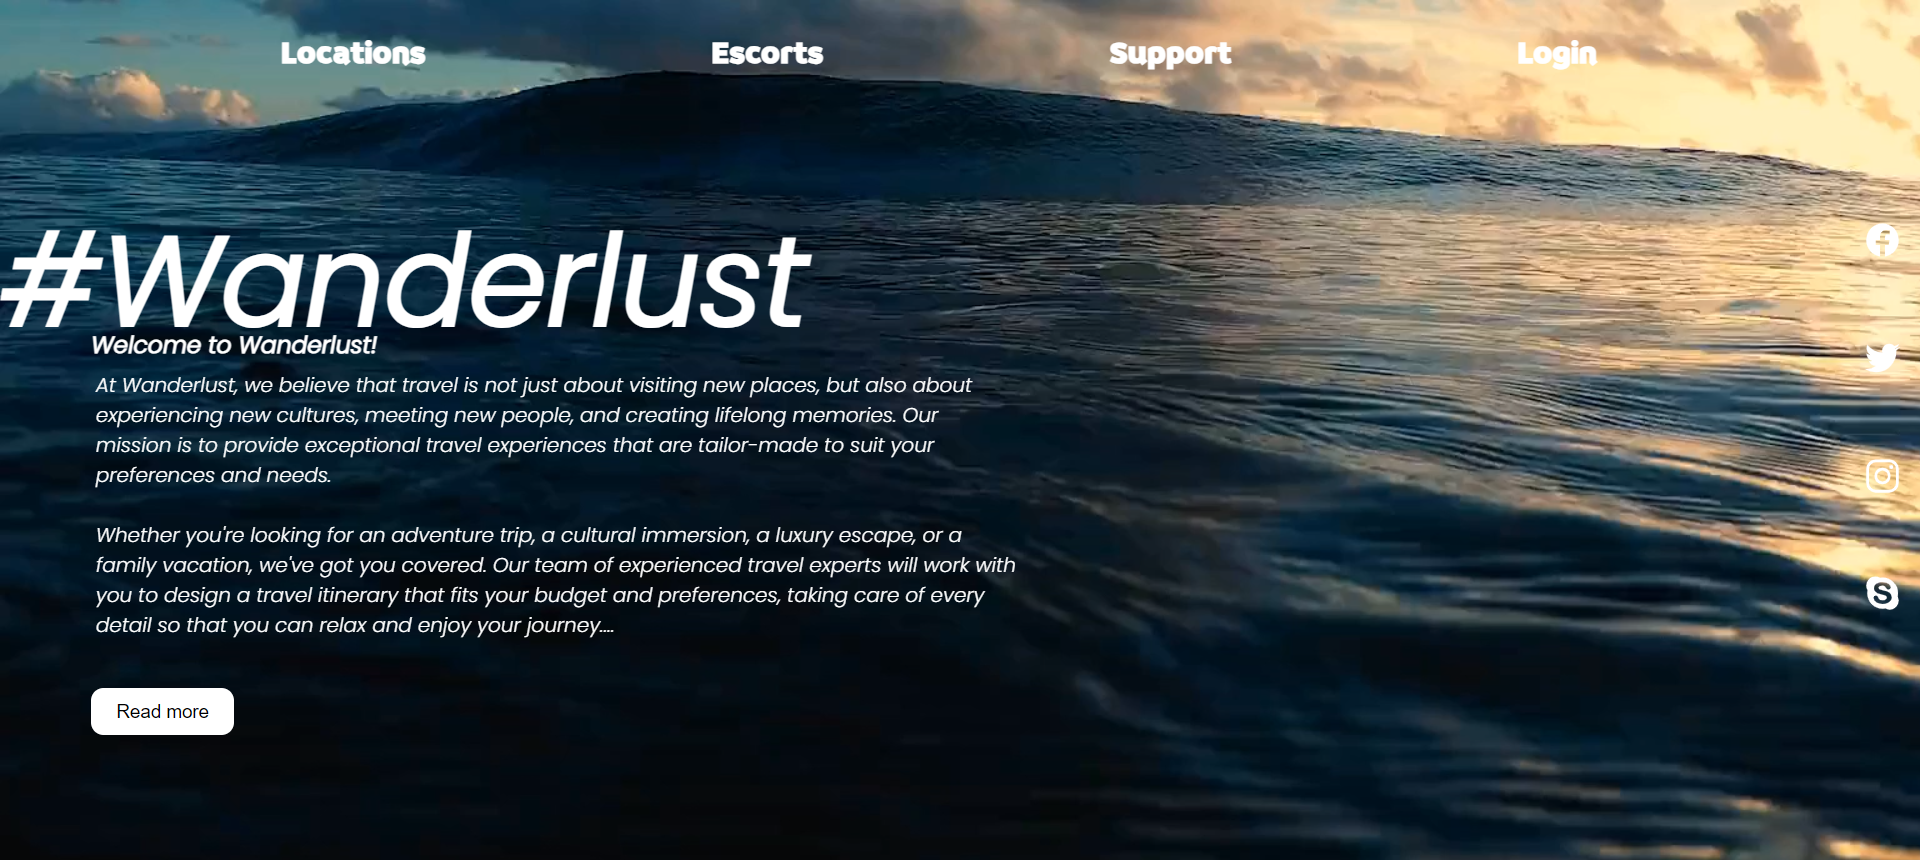 Locations Escorts Support Login
#Wanderlust
Welcome to Wanderlust!
At Wanderlust, we believe that travel is not just about visiting new places, but also about
experiencing new cultures, meeting new people, and creating lifelong memories. Our
mission is to provide exceptional travel experiences that are tailor-made to suit your
preferences and needs.
Whether you're looking for an adventure trip, a cultural immersion, a luxury escape, or a
family vacation, we've got you covered. Our team of experienced travel experts will work with
you to design a travel itinerary that fits your budget and preferences, taking care of every
detail so that you can relax and enjoy your journey....
Read more